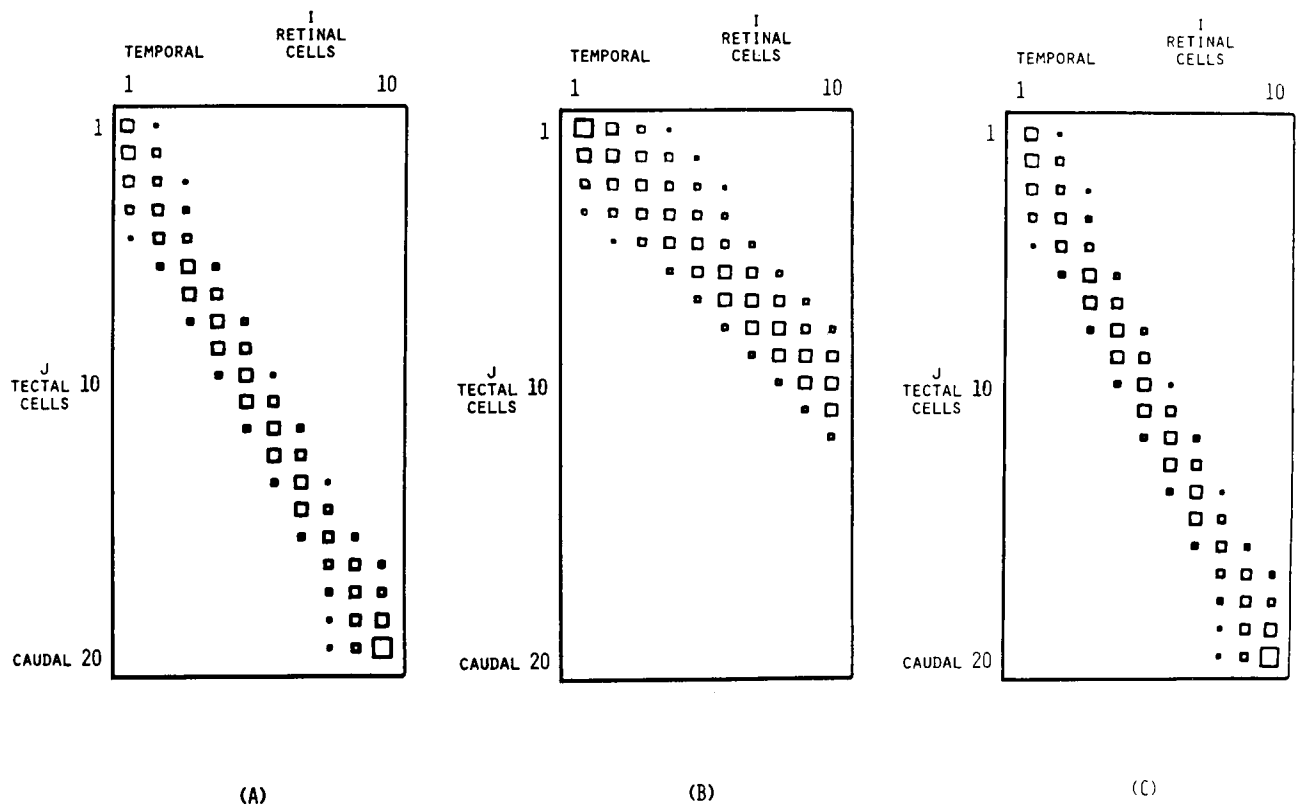 I
RETINAL
CELLS
TEMPORAL
1 10
1
J
TECTAL 10
CELLS
CAUDAL 20
(A)
I
RETINAL
CELLS
TEMPORAL
1 10
1
J
TECTAL 10
CELLS
CAUDAL 20
(B)
I
RETINAL
CELLS
TEMPORAL
1 10
1
J
TECTAL 10
CELLS
CAUDAL 20
(C)